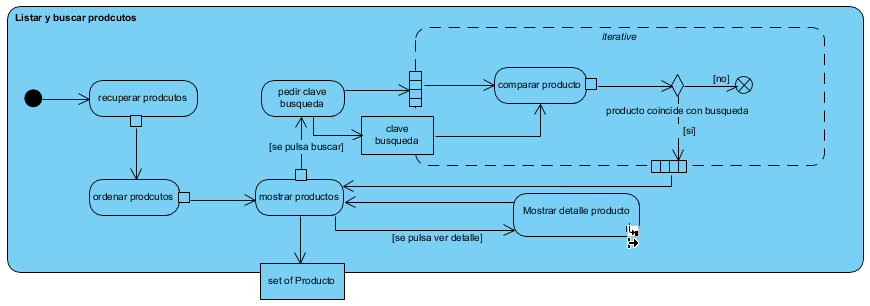 Listar y buscar prodcutos
iterative
recuperar prodcutos
pedir clave
busqueda
comparar producto
[no]
producto coincide con busqueda
clave
busqueda
[si]
[se pulsa buscar]
ordenar prodcutos
mostrar productos
Mostrar detalle producto
[se pulsa ver detalle]
set of Producto